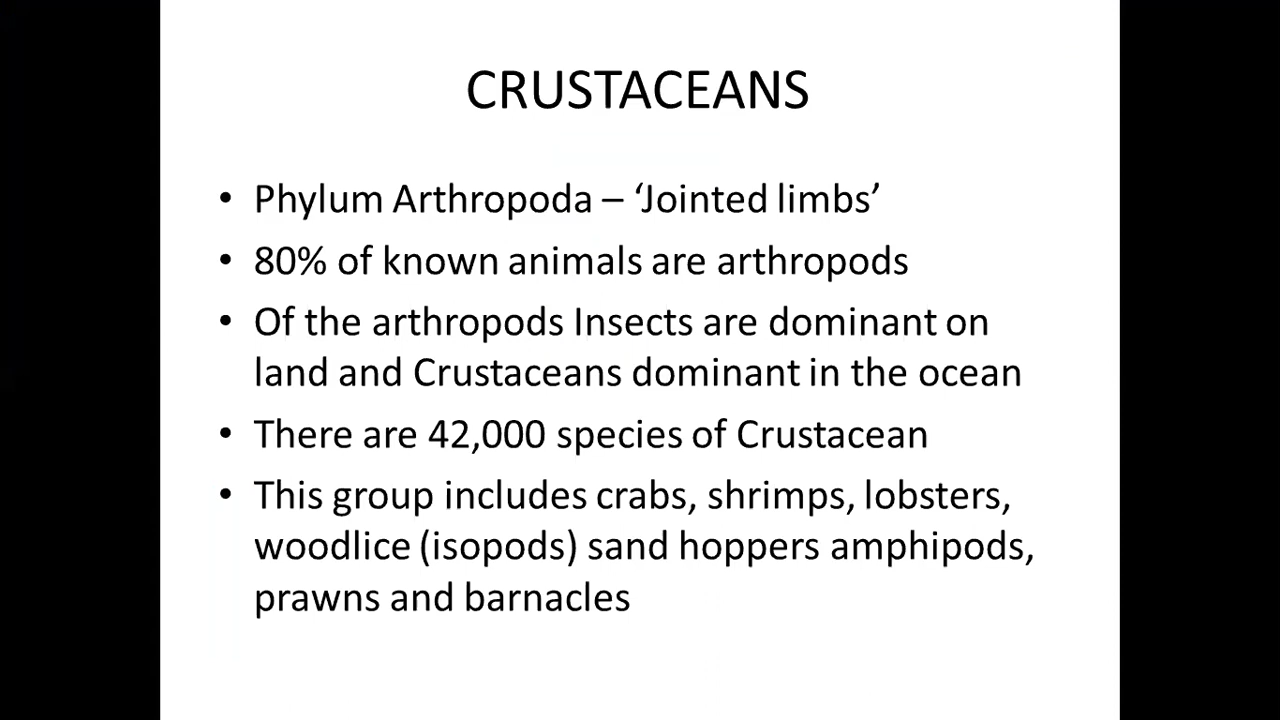 CRUSTACEANS
• Phylum Arthropoda – ‘Jointed limbs’
• 80% of known animals are arthropods
• Of the arthropods Insects are dominant on
land and Crustaceans dominant in the ocean
• There are 42,000 species of Crustacean
• This group includes crabs, shrimps, lobsters,
woodlice (isopods) sand hoppers amphipods,
prawns and barnacles